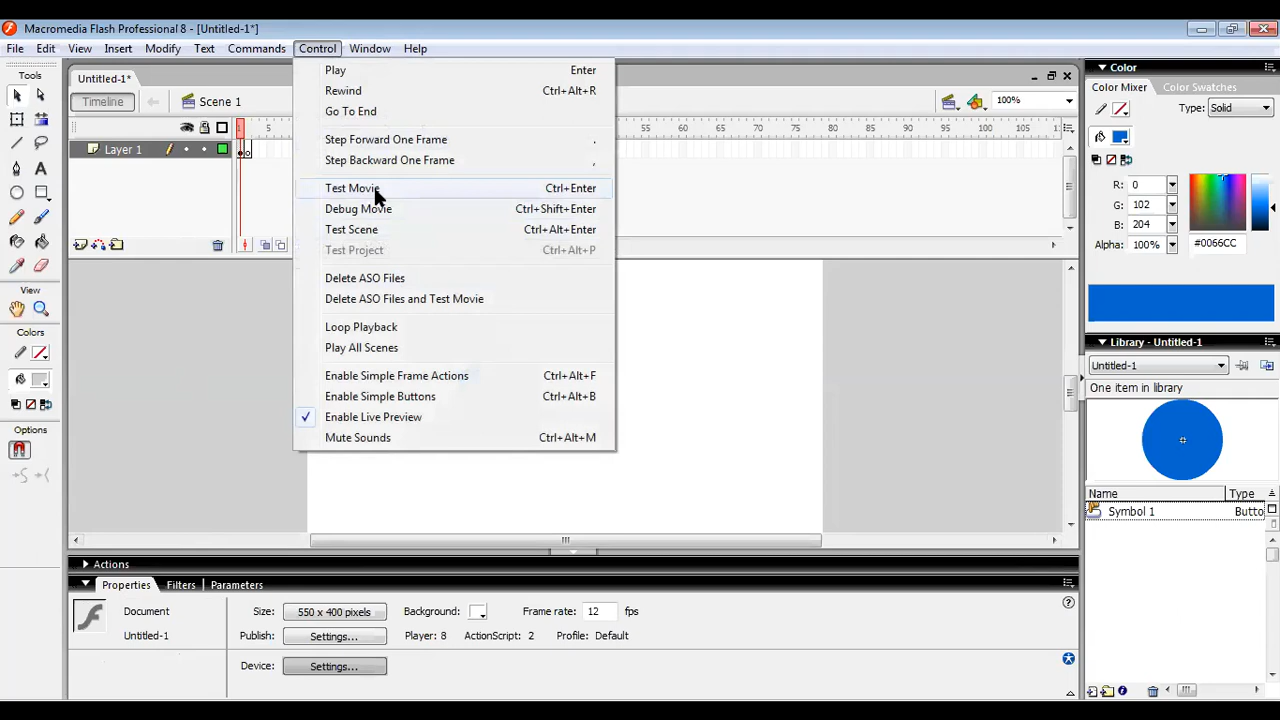 Macromedia Flash Professional 8 - [Untitled-1*]
File Edit View Insert Modify Text Commands Control Window Help
Tools
View
Colors
Options
Untitled-1*
Timeline Scene 1 100%
1 5 55 60 65 70 75 80 85 90 95 100 105
Layer 1
Play Enter
Rewind Ctrl+Alt+R
Go To End
Step Forward One Frame .
Step Backward One Frame ,
Test Movie Ctrl+Enter
Debug Movie Ctrl+Shift+Enter
Test Scene Ctrl+Alt+Enter
Test Project Ctrl+Alt+P
Delete ASO Files
Delete ASO Files and Test Movie
Loop Playback
Play All Scenes
Enable Simple Frame Actions Ctrl+Alt+F
Enable Simple Buttons Ctrl+Alt+B
Enable Live Preview
Mute Sounds Ctrl+Alt+M
Actions
Properties Filters Parameters
Document Size: 550 x 400 pixels Background: Frame rate: 12 fps
Untitled-1 Publish: Settings... Player: 8 ActionScript: 2 Profile: Default
Device: Settings...
Color
Color Mixer Color Swatches
Type: Solid
R: 0
G: 102
B: 204
Alpha: 100% #0066CC
Library - Untitled-1
Untitled-1
One item in library
Name Type
Symbol 1 Butto